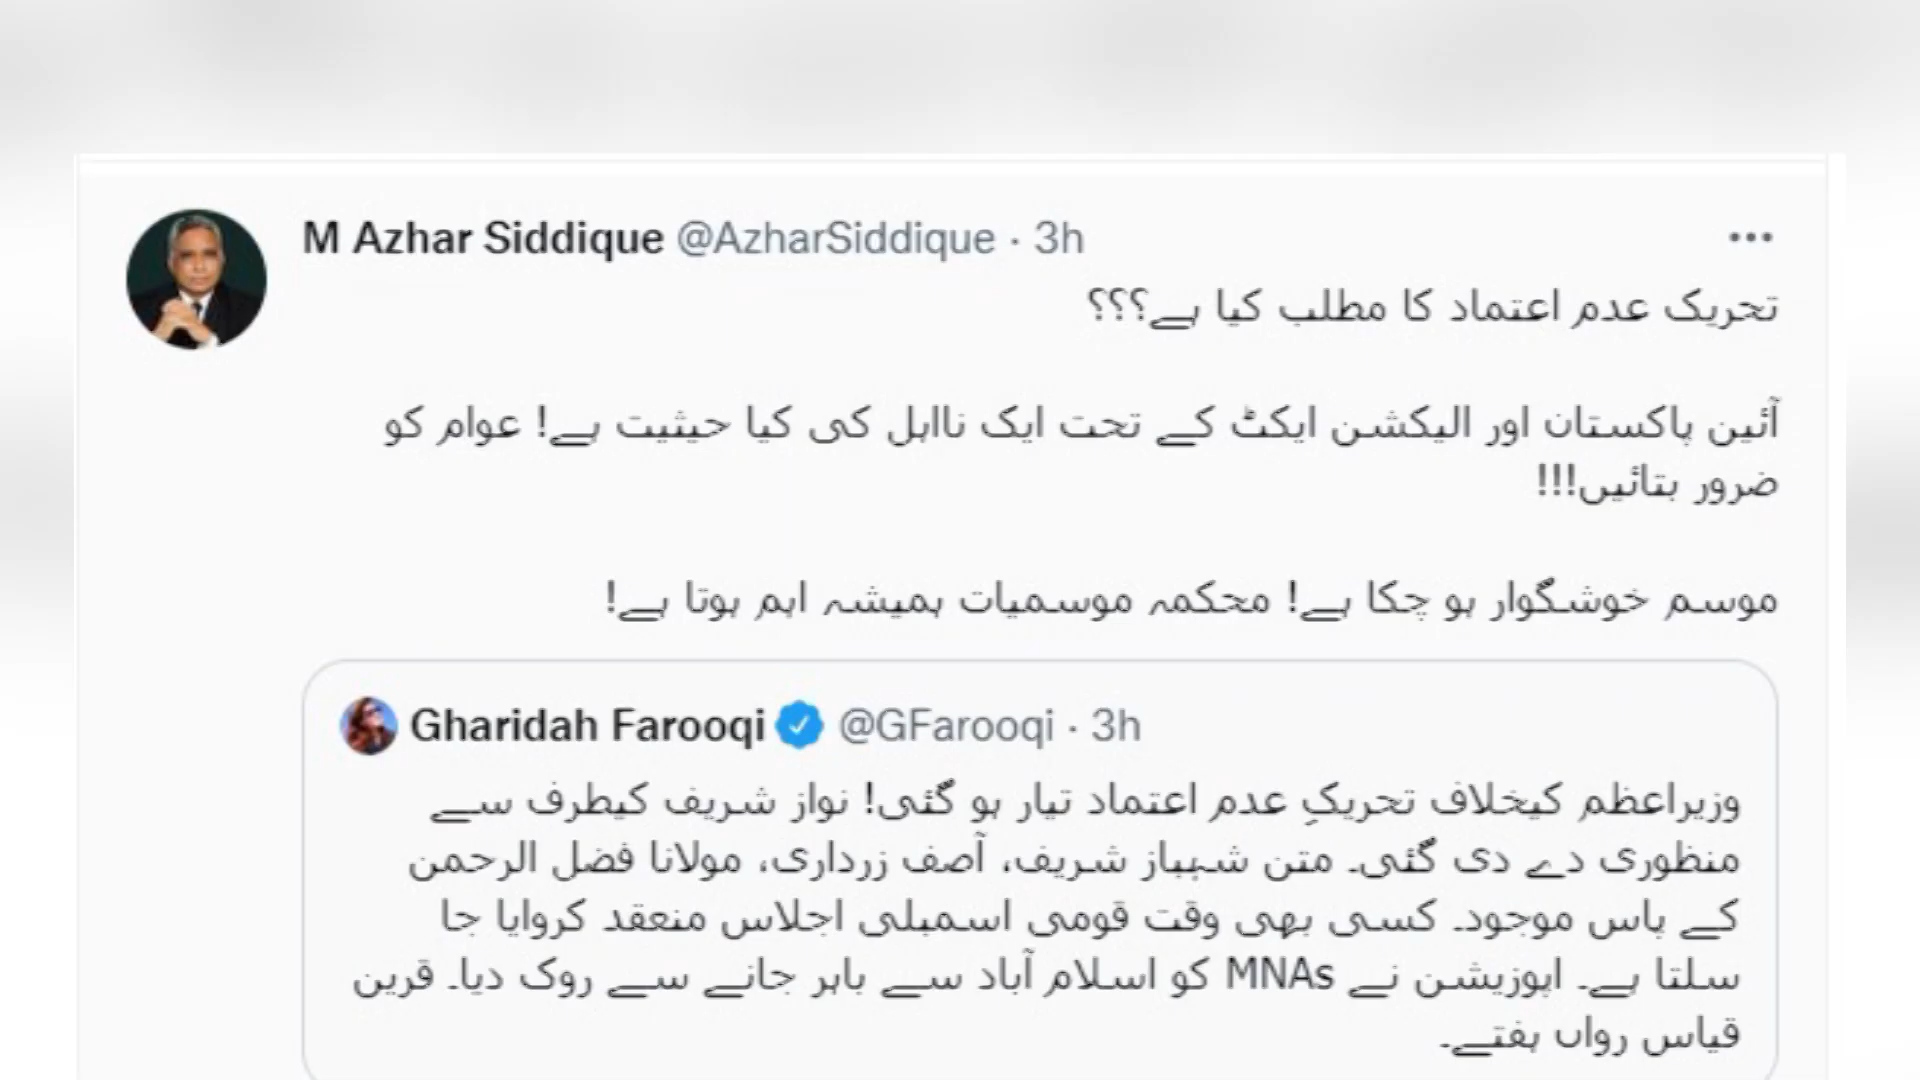 M Azhar Siddique @AzharSiddique · 3h
تحریک عدم اعتماد کا مطلب کیا ہے؟؟؟
آئین پاکستان اور الیکشن ایکٹ کے تحت ایک نااہل کی کیا حیثیت ہے! عوام کو
ضرور بتائیں!!!
موسم خوشگوار ہو چکا ہے! محکمہ موسمیات ہمیشہ اہم ہوتا ہے!
Gharidah Farooqi @GFarooqi · 3h
وزیراعظم کیخلاف تحریکِ عدم اعتماد تیار ہو گئی! نواز شریف کیطرف سے
منظوری دے دی گئی۔ متن شہباز شریف، آصف زرداری، مولانا فضل الرحمن
کے پاس موجود۔ کسی بھی وقت قومی اسمبلی اجلاس منعقد کروایا جا
سلتا ہے۔ اپوزیشن نے MNAs کو اسلام آباد سے باہر جانے سے روک دیا۔ قرین
قیاس رواں ہفتے۔